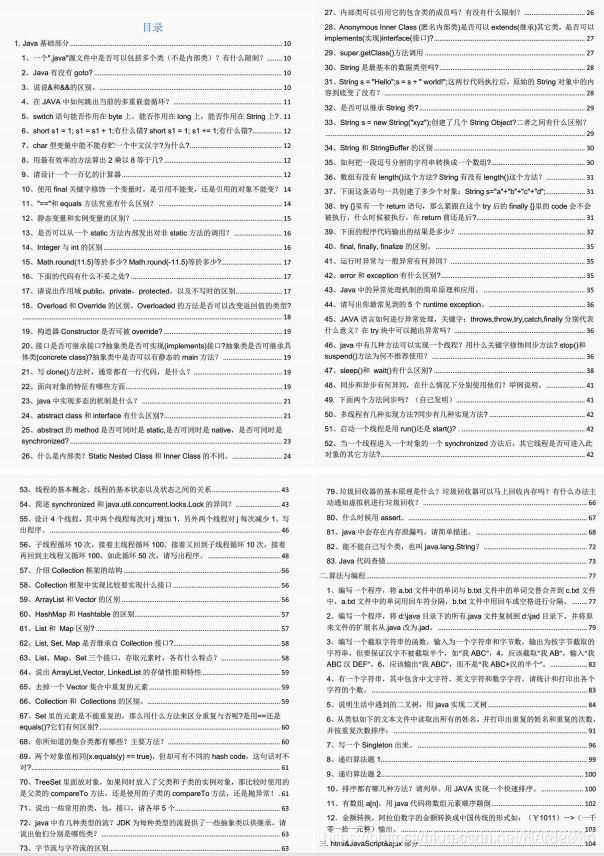 目录
1. Java 基础部分 ........ 10
1、一个".java"源文件中是否可以包括多个类（不是内部类）？有什么限制？ ........ 10
2、Java 有没有 goto? ........ 10
3、说说&和&&的区别。 ........ 10
4、在 JAVA 中如何跳出当前的多重嵌套循环？ ........ 11
5、switch 语句能否作用在 byte 上，能否作用在 long 上，能否作用在 String 上? . 11
6、short s1 = 1; s1 = s1 + 1;有什么错? short s1 = 1; s1 += 1;有什么错? ........ 12
7、char 型变量中能不能存贮一个中文汉字?为什么? ........ 12
8、用最有效率的方法算出 2 乘以 8 等于几? ........ 12
9、请设计一个一百亿的计算器 ........ 12
10、使用 final 关键字修饰一个变量时，是引用不能变，还是引用的对象不能变？ 14
11、"=="和 equals 方法究竟有什么区别？ ........ 14
12、静态变量和实例变量的区别？ ........ 15
13、是否可以从一个 static 方法内部发出对非 static 方法的调用？ ........ 16
14、Integer 与 int 的区别 ........ 16
15、Math.round(11.5)等於多少? Math.round(-11.5)等於多少? ........ 17
16、下面的代码有什么不妥之处? ........ 17
17、请说出作用域 public，private，protected，以及不写时的区别 ........ 17
18、Overload 和 Override 的区别。Overloaded 的方法是否可以改变返回值的类型?
........ 18
19、构造器 Constructor 是否可被 override? ........ 19
20、接口是否可继承接口?抽象类是否可实现(implements)接口?抽象类是否可继承具
体类(concrete class)?抽象类中是否可以有静态的 main 方法？ ........ 19
21、写 clone()方法时，通常都有一行代码，是什么？ ........ 19
22、面向对象的特征有哪些方面 ........ 19
23、java 中实现多态的机制是什么？ ........ 21
24、abstract class 和 interface 有什么区别? ........ 21
25、abstract 的 method 是否可同时是 static,是否可同时是 native，是否可同时是
synchronized? ........ 23
26、什么是内部类？Static Nested Class 和 Inner Class 的不同。 ........ 24
27、内部类可以引用它的包含类的成员吗？有没有什么限制？ ........ 26
28、Anonymous Inner Class (匿名内部类)是否可以 extends(继承)其它类，是否可以
implements(实现)interface(接口)? ........ 27
29、super.getClass()方法调用 ........ 27
30、String 是最基本的数据类型吗? ........ 28
31、String s = "Hello";s = s + " world!";这两行代码执行后，原始的 String 对象中的内
容到底变了没有？ ........ 28
32、是否可以继承 String 类? ........ 29
33、String s = new String("xyz");创建了几个 String Object?二者之间有什么区别?
........ 29
34、String 和 StringBuffer 的区别 ........ 30
35、如何把一段逗号分割的字符串转换成一个数组? ........ 30
36、数组有没有 length()这个方法? String 有没有 length()这个方法？ ........ 31
37、下面这条语句一共创建了多少个对象：String s="a"+"b"+"c"+"d"; ........ 31
38、try {}里有一个 return 语句，那么紧跟在这个 try 后的 finally {}里的 code 会不会
被执行，什么时候被执行，在 return 前还是后? ........ 31
39、下面的程序代码输出的结果是多少？ ........ 32
40、final, finally, finalize 的区别。 ........ 35
41、运行时异常与一般异常有何异同？ ........ 35
42、error 和 exception 有什么区别? ........ 35
43、Java 中的异常处理机制的简单原理和应用。 ........ 35
44、请写出你最常见到的 5 个 runtime exception。 ........ 36
45、JAVA 语言如何进行异常处理，关键字：throws,throw,try,catch,finally 分别代表
什么意义？在 try 块中可以抛出异常吗？ ........ 36
46、java 中有几种方法可以实现一个线程？用什么关键字修饰同步方法? stop()和
suspend()方法为何不推荐使用？ ........ 36
47、sleep()和 wait()有什么区别? ........ 38
48、同步和异步有何异同，在什么情况下分别使用他们？举例说明。 ........ 41
49. 下面两个方法同步吗？（自己发明） ........ 41
50、多线程有几种实现方法?同步有几种实现方法? ........ 42
51、启动一个线程是用 run()还是 start()? . ........ 42
52、当一个线程进入一个对象的一个 synchronized 方法后，其它线程是否可进入此
对象的其它方法? ........ 42
53、线程的基本概念、线程的基本状态以及状态之间的关系 ........ 43
54、简述 synchronized 和 java.util.concurrent.locks.Lock 的异同？ ........ 43
55、设计 4 个线程，其中两个线程每次对 j 增加 1，另外两个线程对 j 每次减少 1。写
出程序。 ........ 46
56、子线程循环 10 次，接着主线程循环 100，接着又回到子线程循环 10 次，接着
再回到主线程又循环 100，如此循环 50 次，请写出程序。 ........ 48
57、介绍 Collection 框架的结构 ........ 56
58、Collection 框架中实现比较要实现什么接口 ........ 56
59、ArrayList 和 Vector 的区别 ........ 56
60、HashMap 和 Hashtable 的区别 ........ 57
61、List 和 Map 区别? ........ 57
62、List, Set, Map 是否继承自 Collection 接口? ........ 58
63、List、Map、Set 三个接口，存取元素时，各有什么特点？ ........ 58
64、说出 ArrayList,Vector, LinkedList 的存储性能和特性 ........ 59
65、去掉一个 Vector 集合中重复的元素 ........ 59
66、Collection 和 Collections 的区别。 ........ 59
67、Set 里的元素是不能重复的，那么用什么方法来区分重复与否呢?是用==还是
equals()?它们有何区别? ........ 60
68、你所知道的集合类都有哪些？主要方法？ ........ 60
69、两个对象值相同(x.equals(y) == true)，但却可有不同的 hash code，这句话对不
对? ........ 61
70、TreeSet 里面放对象，如果同时放入了父类和子类的实例对象，那比较时使用的
是父类的 compareTo 方法，还是使用的子类的 compareTo 方法，还是抛异常！ . 61
71、说出一些常用的类，包，接口，请各举 5 个 ........ 63
72、java 中有几种类型的流？JDK 为每种类型的流提供了一些抽象类以供继承，请
说出他们分别是哪些类？ ........ 63
73、字节流与字符流的区别 ........ 63
79、垃圾回收器的基本原理是什么？垃圾回收器可以马上回收内存吗？有什么办法主
动通知虚拟机进行垃圾回收？ ........ 66
80、什么时候用 assert。 ........ 67
81、java 中会存在内存泄漏吗，请简单描述。 ........ 68
82、能不能自己写个类，也叫 java.lang.String？ ........ 72
83. Java 代码查错 ........ 73
二.算法与编程 ........ 77
1、编写一个程序，将 a.txt 文件中的单词与 b.txt 文件中的单词交替合并到 c.txt 文件
中，a.txt 文件中的单词用回车符分隔，b.txt 文件中用回车或空格进行分隔。 ........ 77
2、编写一个程序，将 d:\java 目录下的所有.java 文件复制到 d:\jad 目录下，并将原
来文件的扩展名从.java 改为.jad。 ........ 79
3、编写一个截取字符串的函数，输入为一个字符串和字节数，输出为按字节截取的
字符串，但要保证汉字不被截取半个，如"我 ABC"，4，应该截取"我 AB"，输入"我
ABC 汉 DEF"，6，应该输出"我 ABC"，而不是"我 ABC+汉的半个"。 ........ 82
4、有一个字符串，其中包含中文字符、英文字符和数字字符，请统计和打印出各个
字符的个数。 ........ 83
5、说明生活中遇到的二叉树，用 java 实现二叉树 ........ 84
6、从类似如下的文本文件中读取出所有的姓名，并打印出重复的姓名和重复的次数，
并按重复次数排序： ........ 91
7、写一个 Singleton 出来。 ........ 96
8、递归算法题 1 ........ 99
9、递归算法题 2 ........ 100
10、排序都有哪几种方法？请列举。用 JAVA 实现一个快速排序。 ........ 100
11、有数组 a[n]，用 java 代码将数组元素顺序颠倒 ........ 102
12．金额转换，阿拉伯数字的金额转换成中国传统的形式如：（￥1011）－>（一千
零一拾一元整）输出。 ........ 103
三. html&JavaScript&ajax 部分 ........ 104